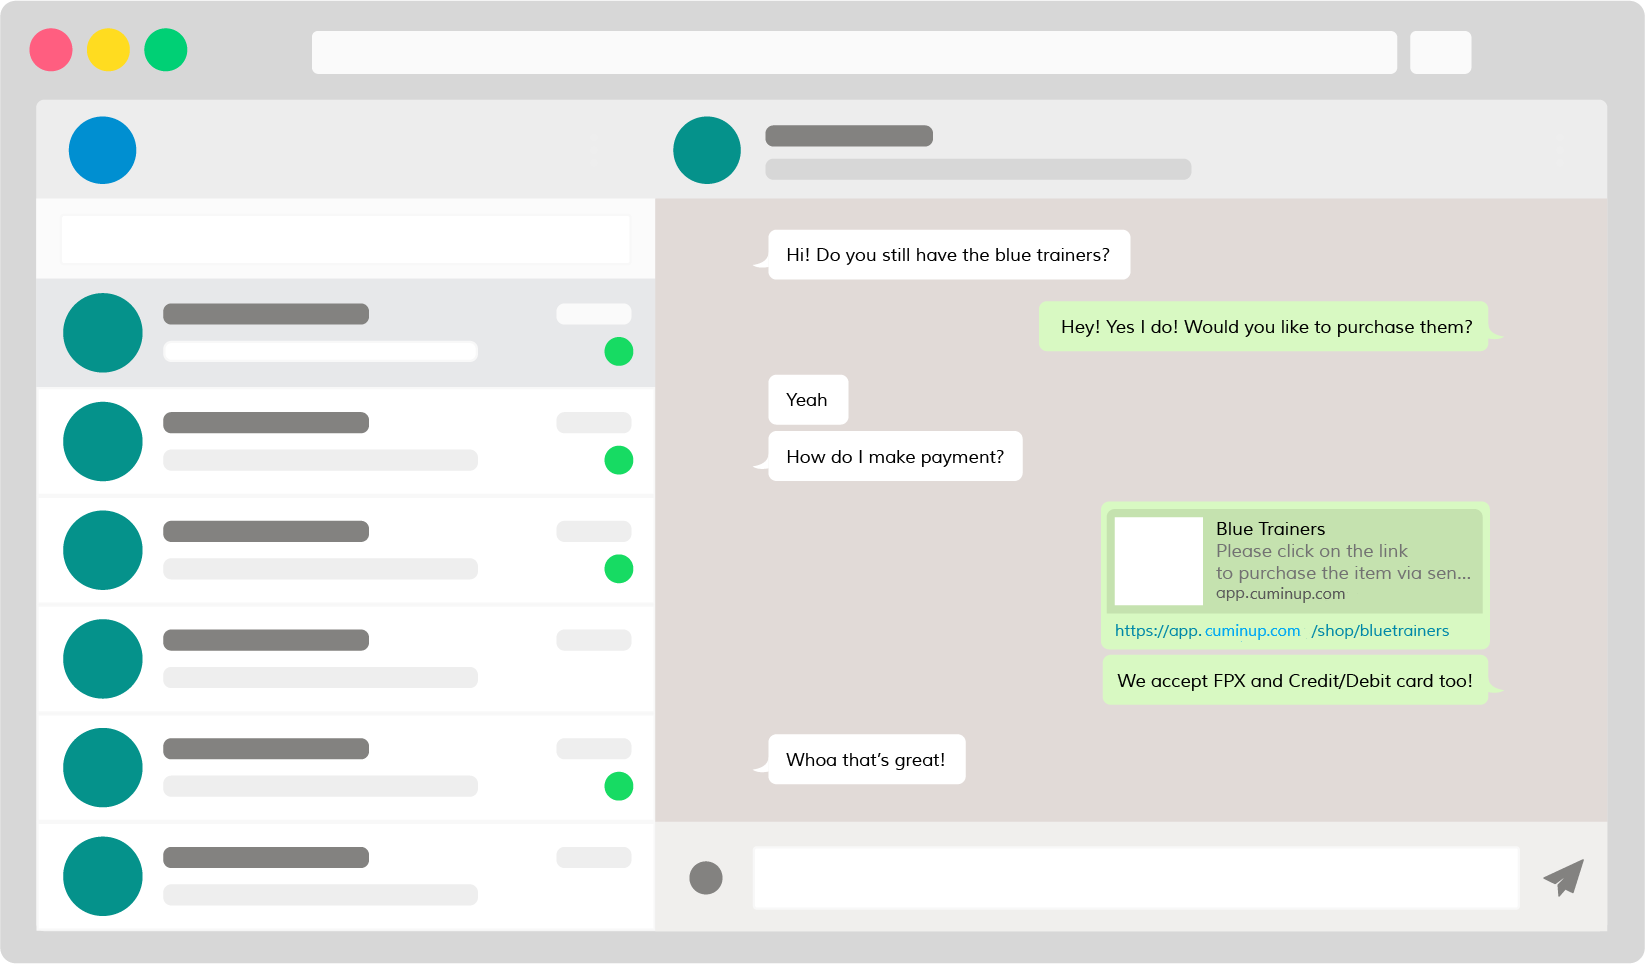 Hi! Do you still have the blue trainers?
Hey! Yes I do! Would you like to purchase them?
Yeah
How do I make payment?
Blue Trainers
Please click on the link
to purchase the item via sen...
app.cuminup.com
https://app.cuminup.com /shop/bluetrainers
We accept FPX and Credit/Debit card too!
Whoa that’s great!